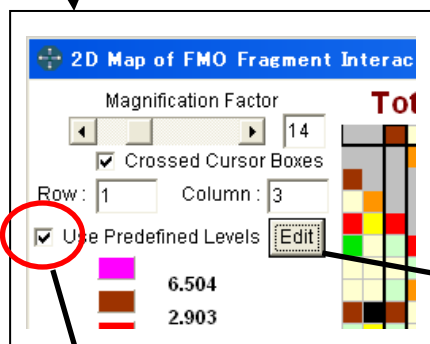 2D Map of FMO Fragment Interac
Magnification Factor
Tot
14
Crossed Cursor Boxes
Row : 1 Column : 3
Use Predefined Levels Edit
6.504
2.903